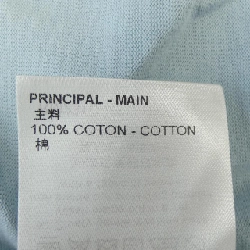 PRINCIPAL - MAIN
主料
100% COTON - COTTON
棉